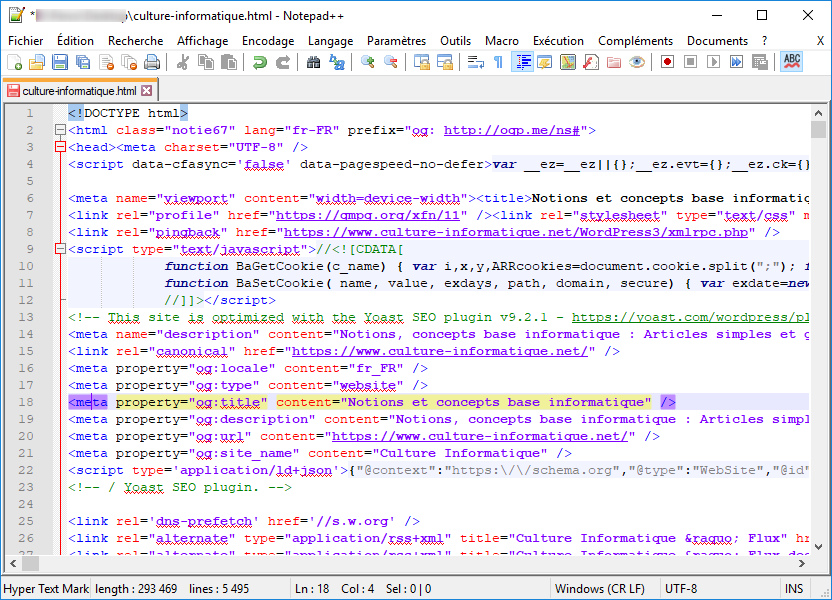 \culture-informatique.html - Notepad++
Fichier Édition Recherche Affichage Encodage Langage Paramètres Outils Macro Exécution Compléments Documents ? X
ABC
culture-informatique.html
1 <!DOCTYPE html>
2 <html class="notie67" lang="fr-FR" prefix="og: http://ogp.me/ns#">
3 <head><meta charset="UTF-8" />
4 <script data-cfasync='false' data-pagespeed-no-defer>var __ez=__ez||{};__ez.evt={};__ez.ck={}
5
6 <meta name="viewport" content="width=device-width"><title>Notions et concepts base informatiq
7 <link rel="profile" href="https://gmpg.org/xfn/11" /><link rel="stylesheet" type="text/css" m
8 <link rel="pingback" href="https://www.culture-informatique.net/WordPress3/xmlrpc.php" />
9 <script type="text/javascript">//<![CDATA[
10 function BaGetCookie(c_name) { var i,x,y,ARRcookies=document.cookie.split(";"); f
11 function BaSetCookie( name, value, exdays, path, domain, secure) { var exdate=new
12 //]]></script>
13 <!-- This site is optimized with the Yoast SEO plugin v9.2.1 - https://yoast.com/wordpress/pl
14 <meta name="description" content="Notions, concepts base informatique : Articles simples et g
15 <link rel="canonical" href="https://www.culture-informatique.net/" />
16 <meta property="og:locale" content="fr_FR" />
17 <meta property="og:type" content="website" />
18 <meta property="og:title" content="Notions et concepts base informatique" />
19 <meta property="og:description" content="Notions, concepts base informatique : Articles simpl
20 <meta property="og:url" content="https://www.culture-informatique.net/" />
21 <meta property="og:site_name" content="Culture Informatique" />
22 <script type='application/ld+json'>{"@context":"https:\/\/schema.org","@type":"WebSite","@id"
23 <!-- / Yoast SEO plugin. -->
24
25 <link rel='dns-prefetch' href='//s.w.org' />
26 <link rel="alternate" type="application/rss+xml" title="Culture Informatique &raquo; Flux" hr
27 <link rel="alternate" type="application/rss+xml" title="Culture Informatique &raquo; Flux des
Hyper Text Mark length : 293 469 lines : 5 495 Ln : 18 Col : 4 Sel : 0 | 0 Windows (CR LF) UTF-8 INS